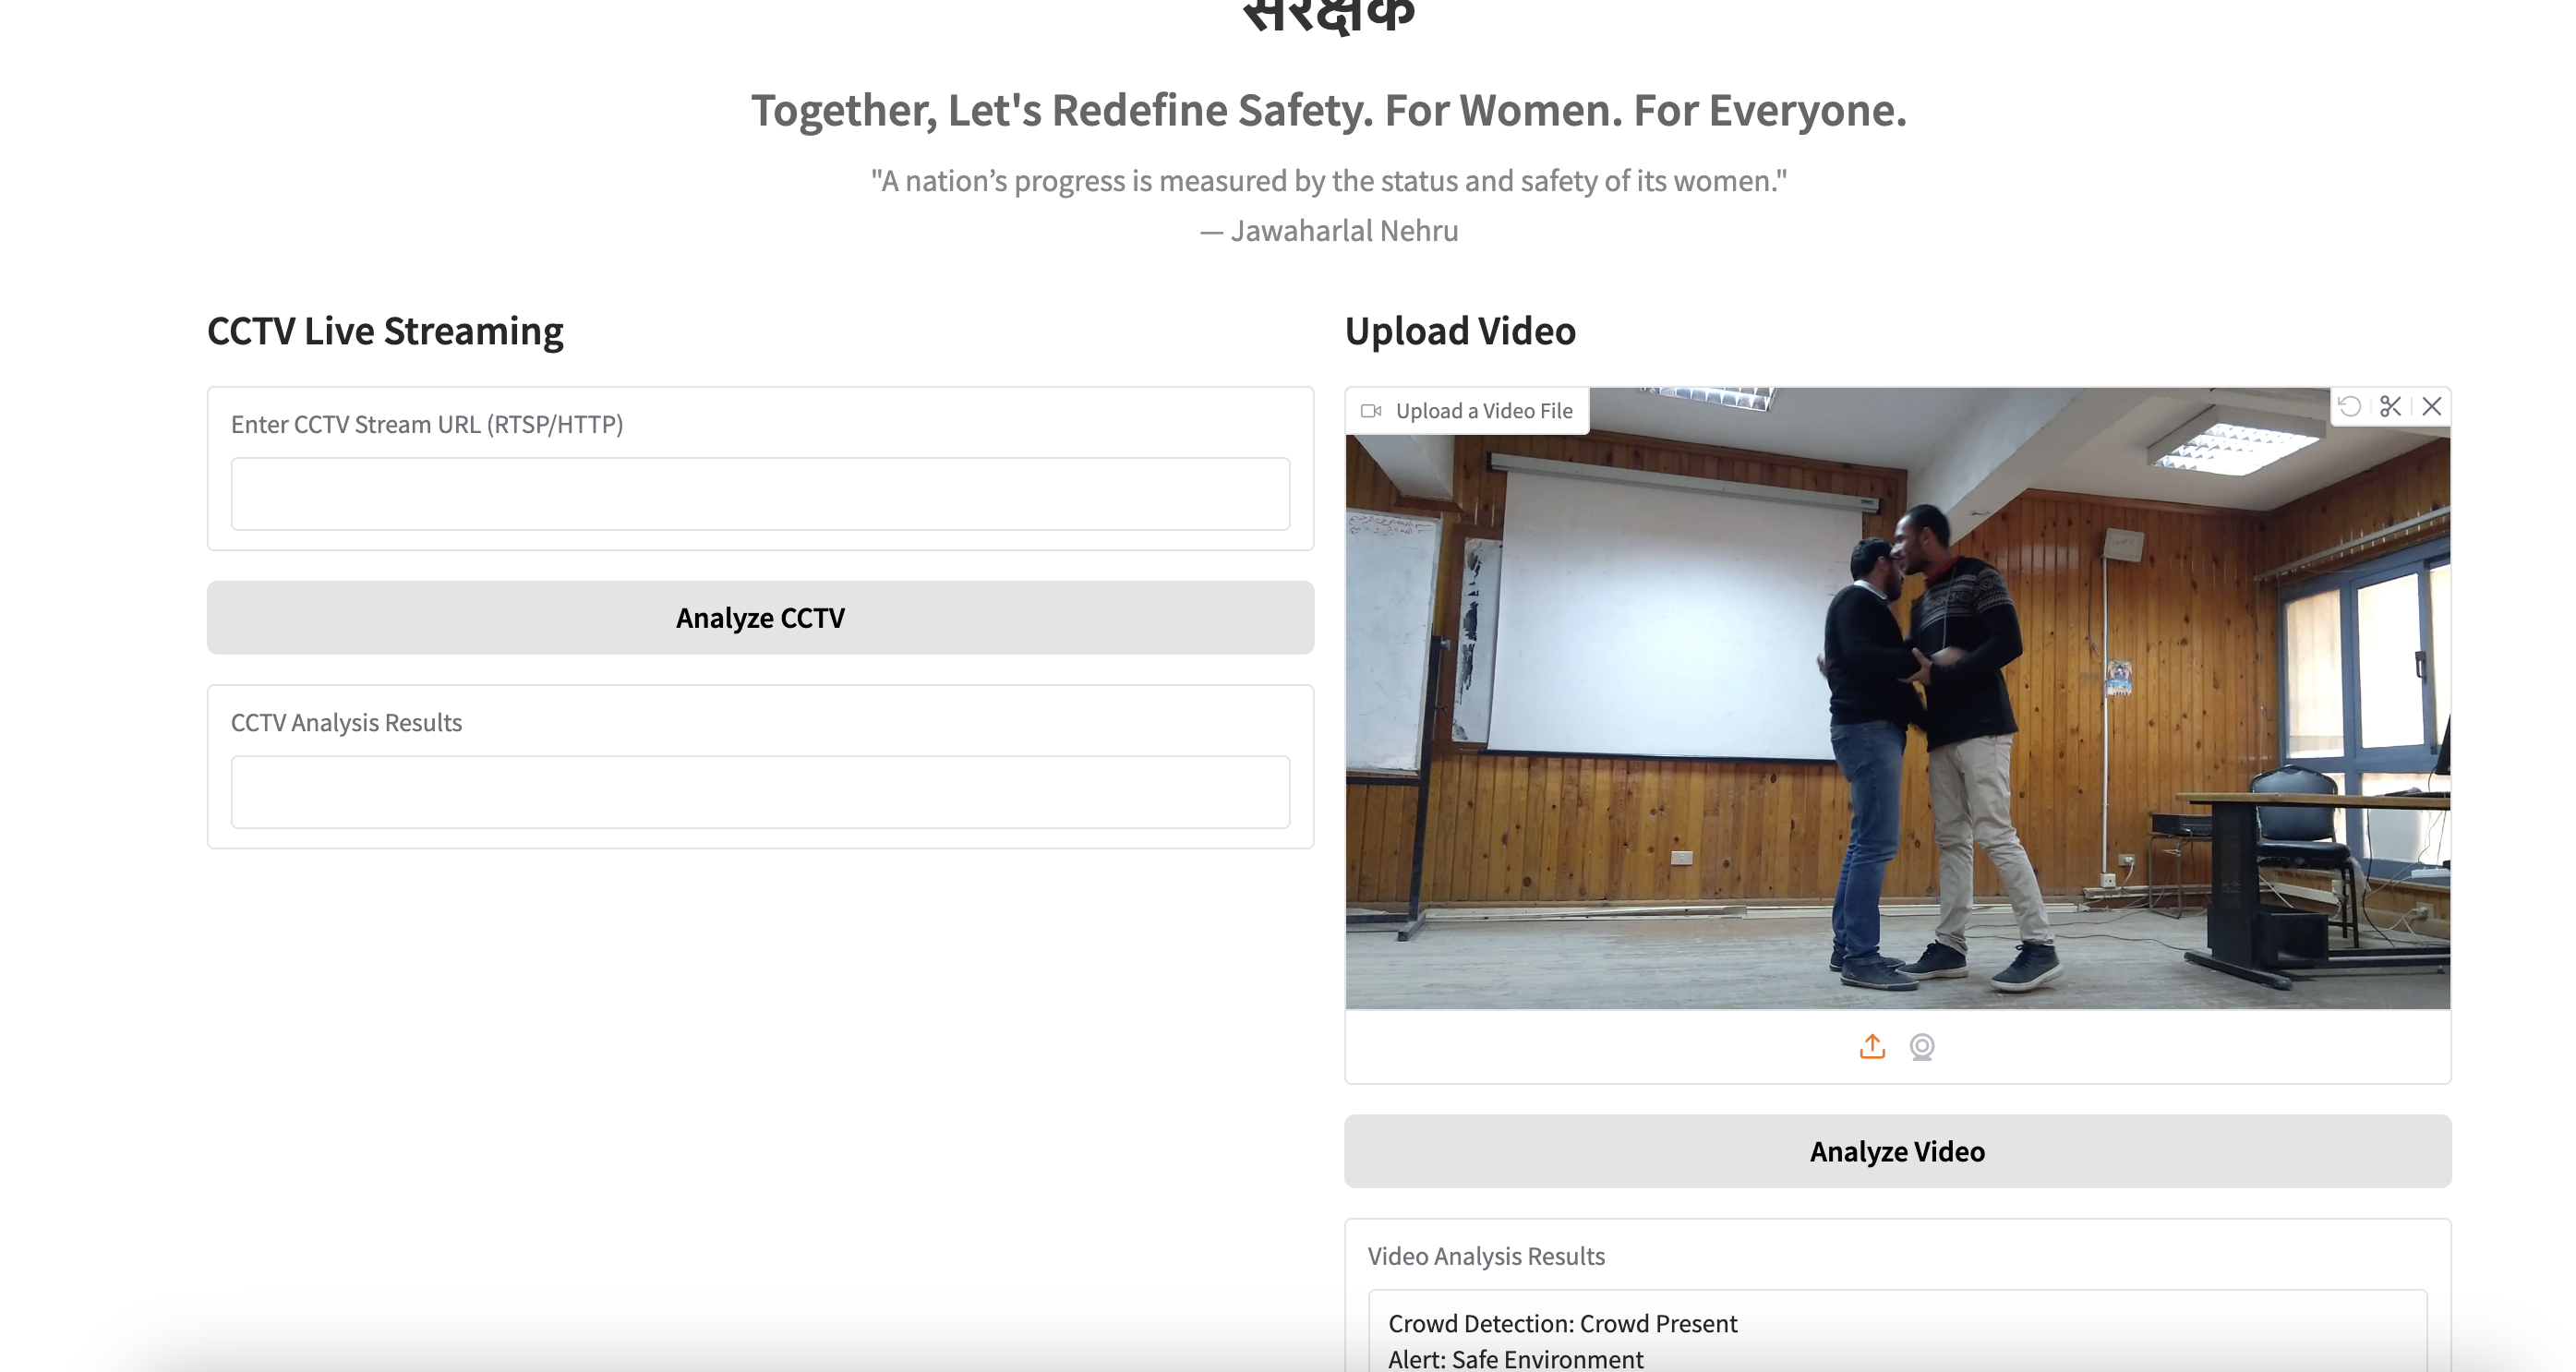 संरक्षक
Together, Let's Redefine Safety. For Women. For Everyone.
"A nation’s progress is measured by the status and safety of its women."
— Jawaharlal Nehru
CCTV Live Streaming
Enter CCTV Stream URL (RTSP/HTTP)
Analyze CCTV
CCTV Analysis Results
Upload Video
Upload a Video File
Analyze Video
Video Analysis Results
Crowd Detection: Crowd Present
Alert: Safe Environment